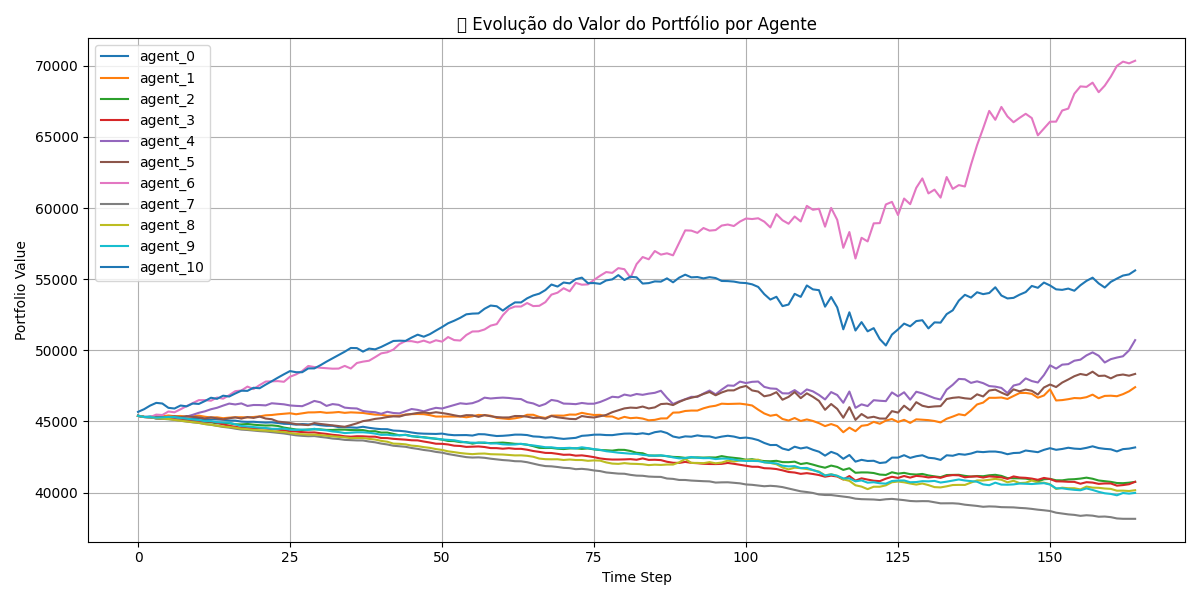 Evolução do Valor do Portfólio por Agente
agent_0
agent_1
agent_2
agent_3
agent_4
agent_5
agent_6
agent_7
agent_8
agent_9
agent_10
70000
65000
60000
55000
50000
45000
40000
Portfolio Value
0 25 50 75 100 125 150
Time Step